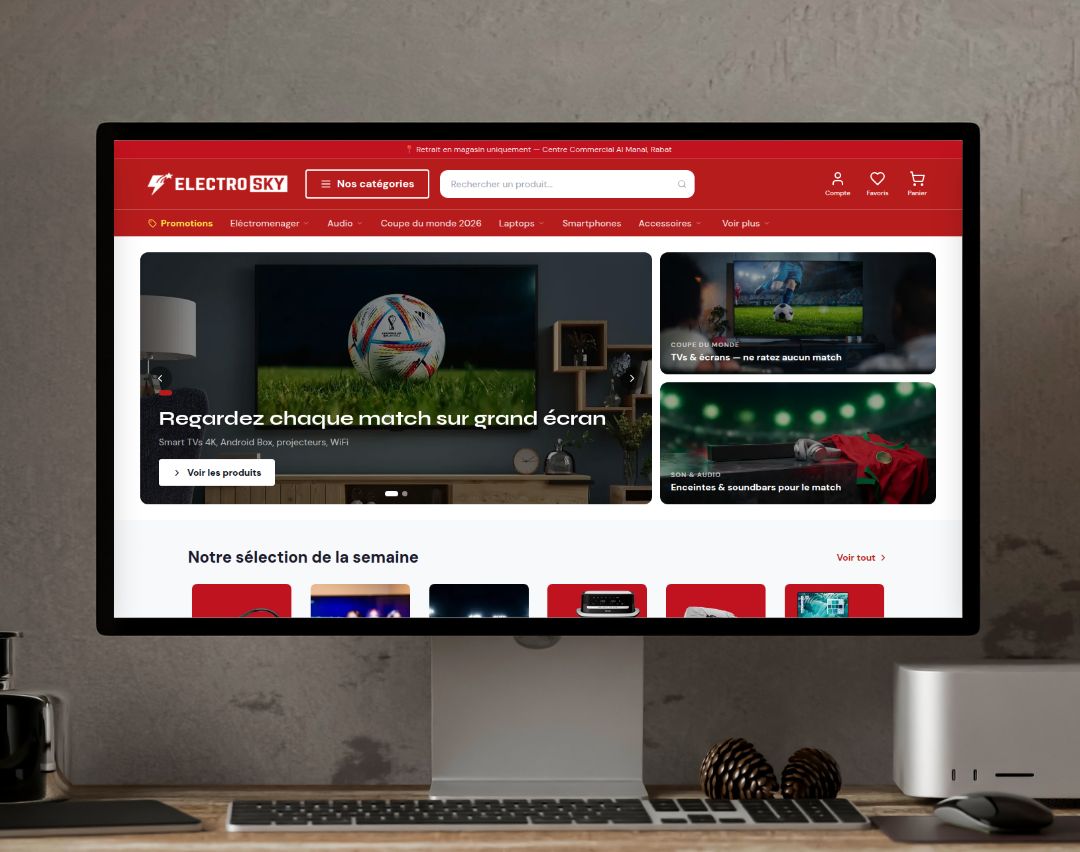 Retrait en magasin uniquement — Centre Commercial Al Manal, Rabat
ELECTRO SKY
Nos catégories
Rechercher un produit...
Compte
Favoris
Panier
Promotions
Eléctromenager
Audio
Coupe du monde 2026
Laptops
Smartphones
Accessoires
Voir plus
Regardez chaque match sur grand écran
Smart TVs 4K, Android Box, projecteurs, WiFi
Voir les produits
COUPE DU MONDE
TVs & écrans — ne ratez aucun match
SON & AUDIO
Enceintes & soundbars pour le match
Notre sélection de la semaine
Voir tout